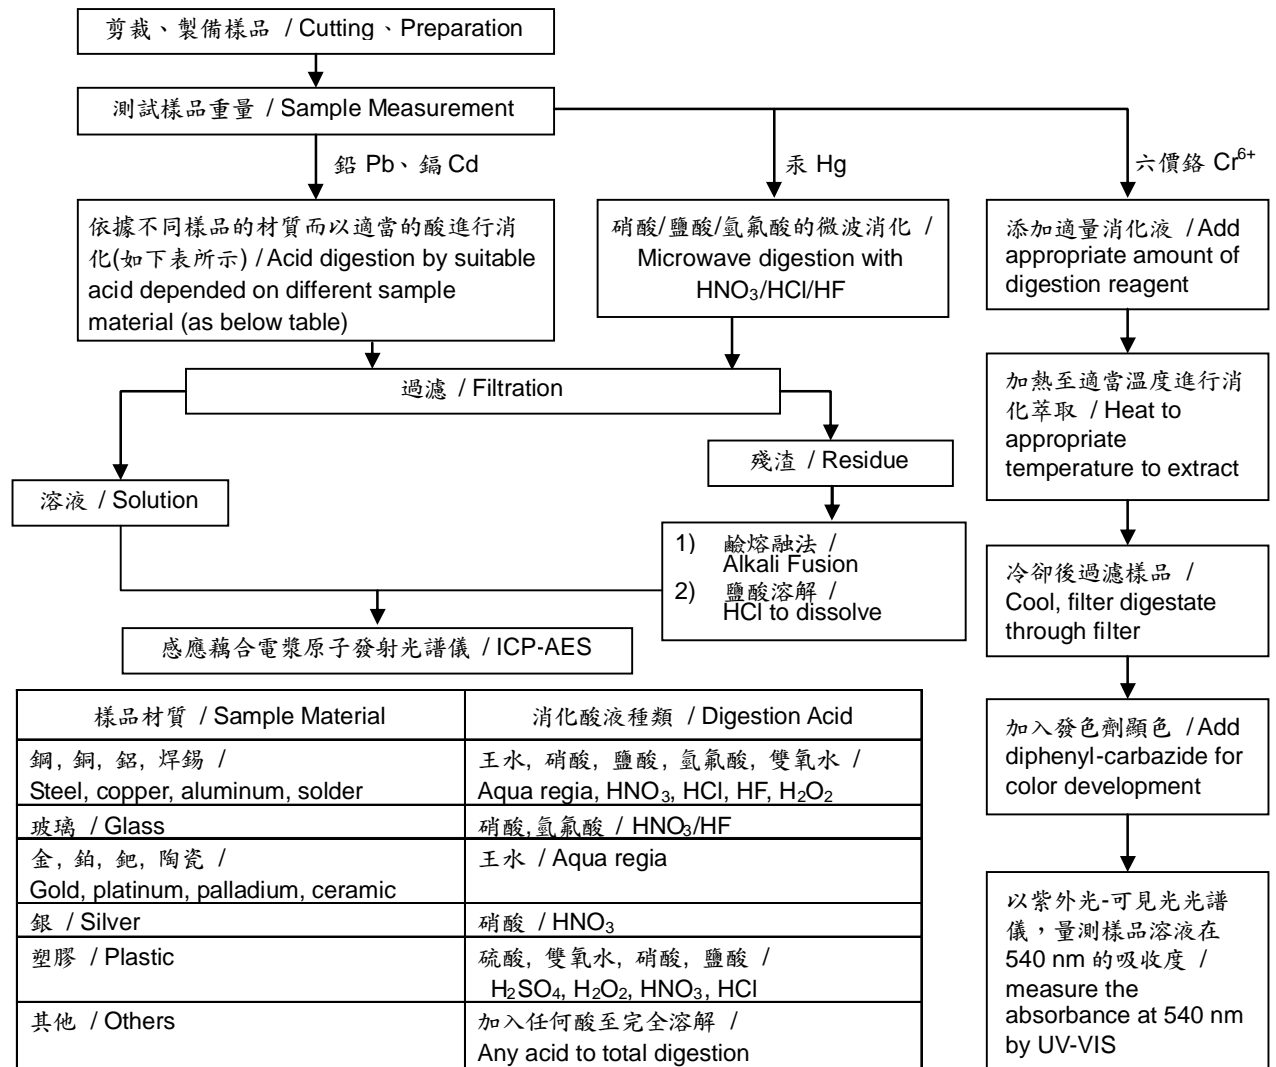 剪裁、製備樣品 / Cutting、Preparation
測試樣品重量 / Sample Measurement
鉛 Pb、鎘 Cd
汞 Hg
六價鉻 Cr⁶⁺
依據不同樣品的材質而以適當的酸進行消
化(如下表所示) / Acid digestion by suitable
acid depended on different sample
material (as below table)
硝酸/鹽酸/氫氟酸的微波消化 /
Microwave digestion with
HNO₃/HCl/HF
添加適量消化液 / Add
appropriate amount of
digestion reagent
過濾 / Filtration
加熱至適當溫度進行消
化萃取 / Heat to
appropriate
temperature to extract
殘渣 / Residue
溶液 / Solution
1) 鹼熔融法 /
Alkali Fusion
2) 鹽酸溶解 /
HCl to dissolve
冷卻後過濾樣品 /
Cool, filter digestate
through filter
感應藕合電漿原子發射光譜儀 / ICP-AES
加入發色劑顯色 / Add
diphenyl-carbazide for
color development
以紫外光-可見光光譜
儀，量測樣品溶液在
540 nm 的吸收度 /
measure the
absorbance at 540 nm
by UV-VIS
樣品材質 / Sample Material
消化酸液種類 / Digestion Acid
鋼, 銅, 鋁, 焊錫 /
Steel, copper, aluminum, solder
王水, 硝酸, 鹽酸, 氫氟酸, 雙氧水 /
Aqua regia, HNO₃, HCl, HF, H₂O₂
玻璃 / Glass
硝酸,氫氟酸 / HNO₃/HF
金, 鉑, 鈀, 陶瓷 /
Gold, platinum, palladium, ceramic
王水 / Aqua regia
銀 / Silver
硝酸 / HNO₃
塑膠 / Plastic
硫酸, 雙氧水, 硝酸, 鹽酸 /
H₂SO₄, H₂O₂, HNO₃, HCl
其他 / Others
加入任何酸至完全溶解 /
Any acid to total digestion